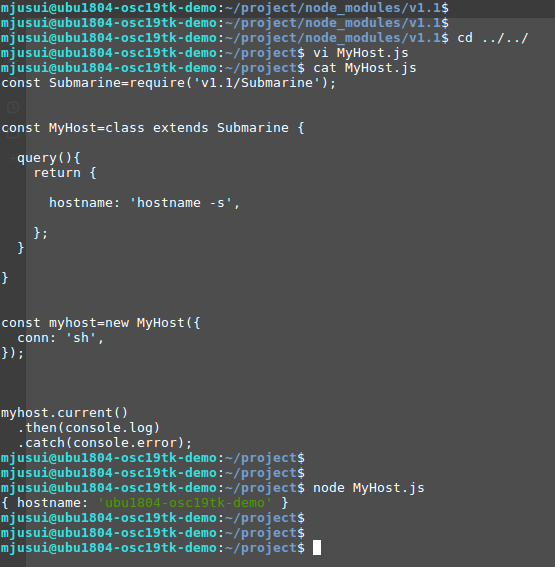 mjusui@ubu1804-osc19tk-demo:~/project/node_modules/v1.1$
mjusui@ubu1804-osc19tk-demo:~/project/node_modules/v1.1$
mjusui@ubu1804-osc19tk-demo:~/project/node_modules/v1.1$ cd ../../
mjusui@ubu1804-osc19tk-demo:~/project$ vi MyHost.js
mjusui@ubu1804-osc19tk-demo:~/project$ cat MyHost.js
const Submarine=require('v1.1/Submarine');
const MyHost=class extends Submarine {
  query(){
    return {
      hostname: 'hostname -s',
    };
  }
}
const myhost=new MyHost({
  conn: 'sh',
});
myhost.current()
  .then(console.log)
  .catch(console.error);
mjusui@ubu1804-osc19tk-demo:~/project$
mjusui@ubu1804-osc19tk-demo:~/project$
mjusui@ubu1804-osc19tk-demo:~/project$ node MyHost.js
{ hostname: 'ubu1804-osc19tk-demo' }
mjusui@ubu1804-osc19tk-demo:~/project$
mjusui@ubu1804-osc19tk-demo:~/project$
mjusui@ubu1804-osc19tk-demo:~/project$